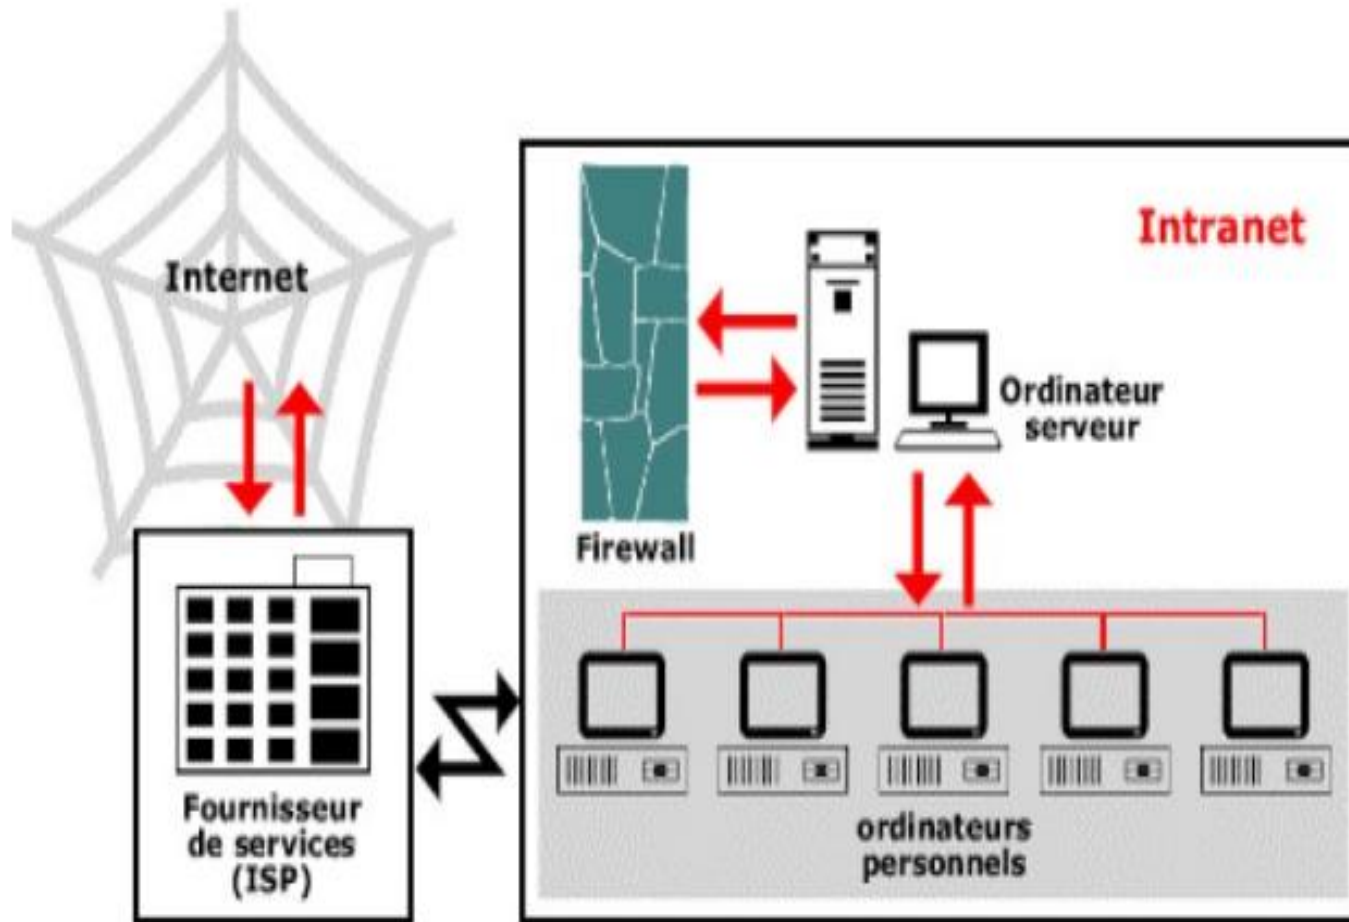 Internet
Intranet
Ordinateur
serveur
Firewall
Fournisseur
de services
(ISP)
ordinateurs
personnels